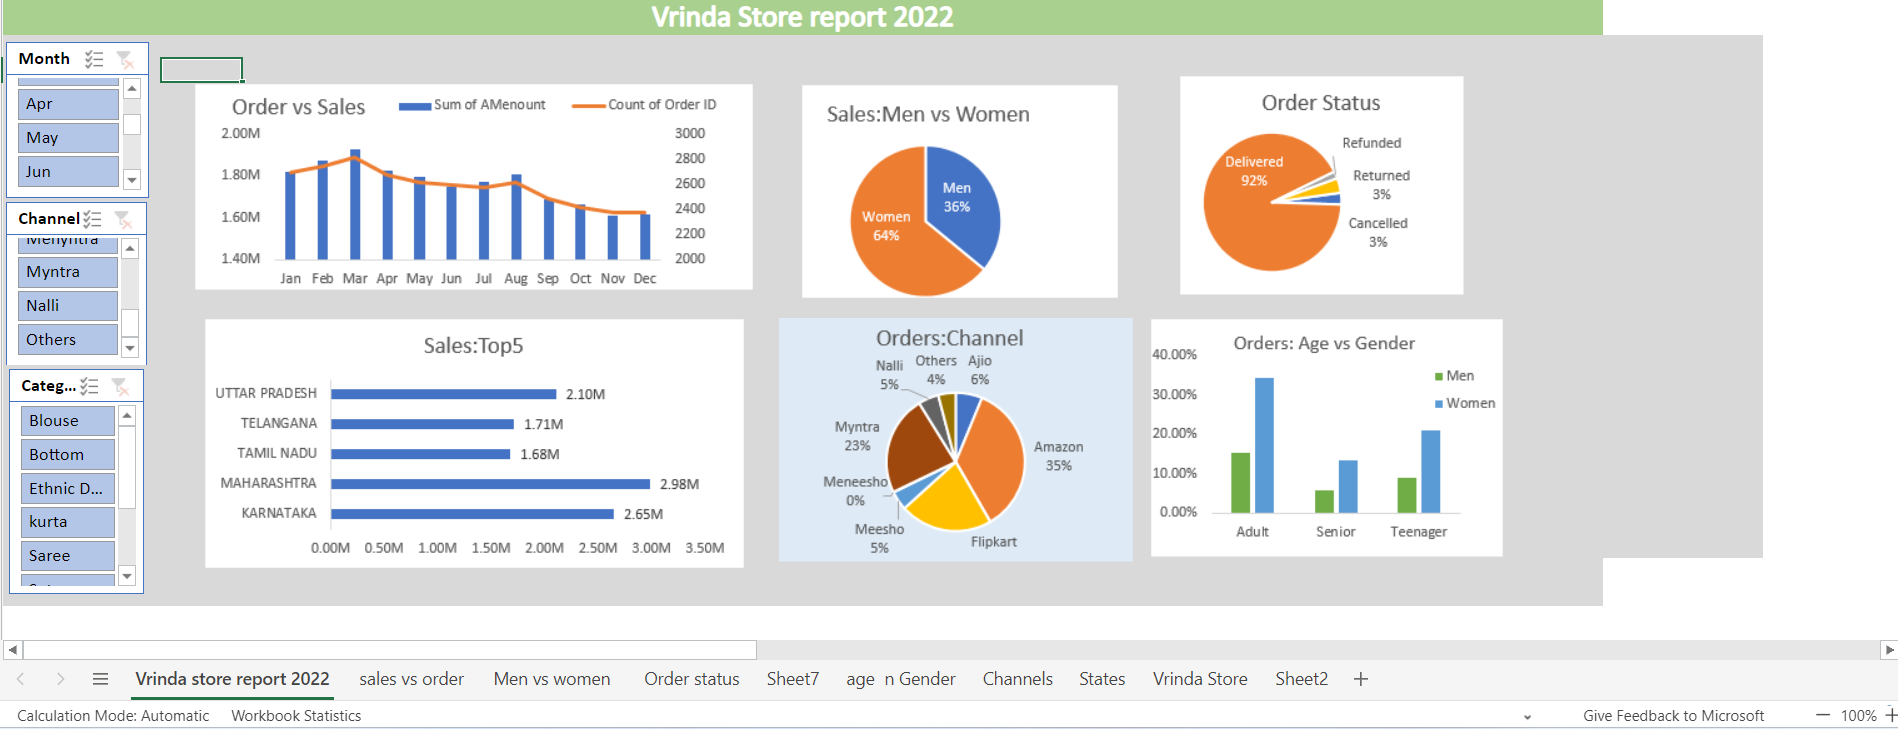 Vrinda Store report 2022
Month
Apr
May
Jun
Channel
Menyntra
Myntra
Nalli
Others
Categ...
Blouse
Bottom
Ethnic D...
kurta
Saree
Order vs Sales
Sum of AMenount
Count of Order ID
2.00M
1.80M
1.60M
1.40M
3000
2800
2600
2400
2200
2000
Jan Feb Mar Apr May Jun Jul Aug Sep Oct Nov Dec
Sales:Men vs Women
Men
36%
Women
64%
Order Status
Delivered
92%
Refunded
Returned
3%
Cancelled
3%
Sales:Top5
UTTAR PRADESH 2.10M
TELANGANA 1.71M
TAMIL NADU 1.68M
MAHARASHTRA 2.98M
KARNATAKA 2.65M
0.00M 0.50M 1.00M 1.50M 2.00M 2.50M 3.00M 3.50M
Orders:Channel
Nalli
5%
Others
4%
Ajio
6%
Myntra
23%
Amazon
35%
Meneesho
0%
Meesho
5%
Flipkart
Orders: Age vs Gender
40.00%
30.00%
20.00%
10.00%
0.00%
Men
Women
Adult Senior Teenager
Vrinda store report 2022 sales vs order Men vs women Order status Sheet7 age n Gender Channels States Vrinda Store Sheet2
Calculation Mode: Automatic Workbook Statistics Give Feedback to Microsoft 100%